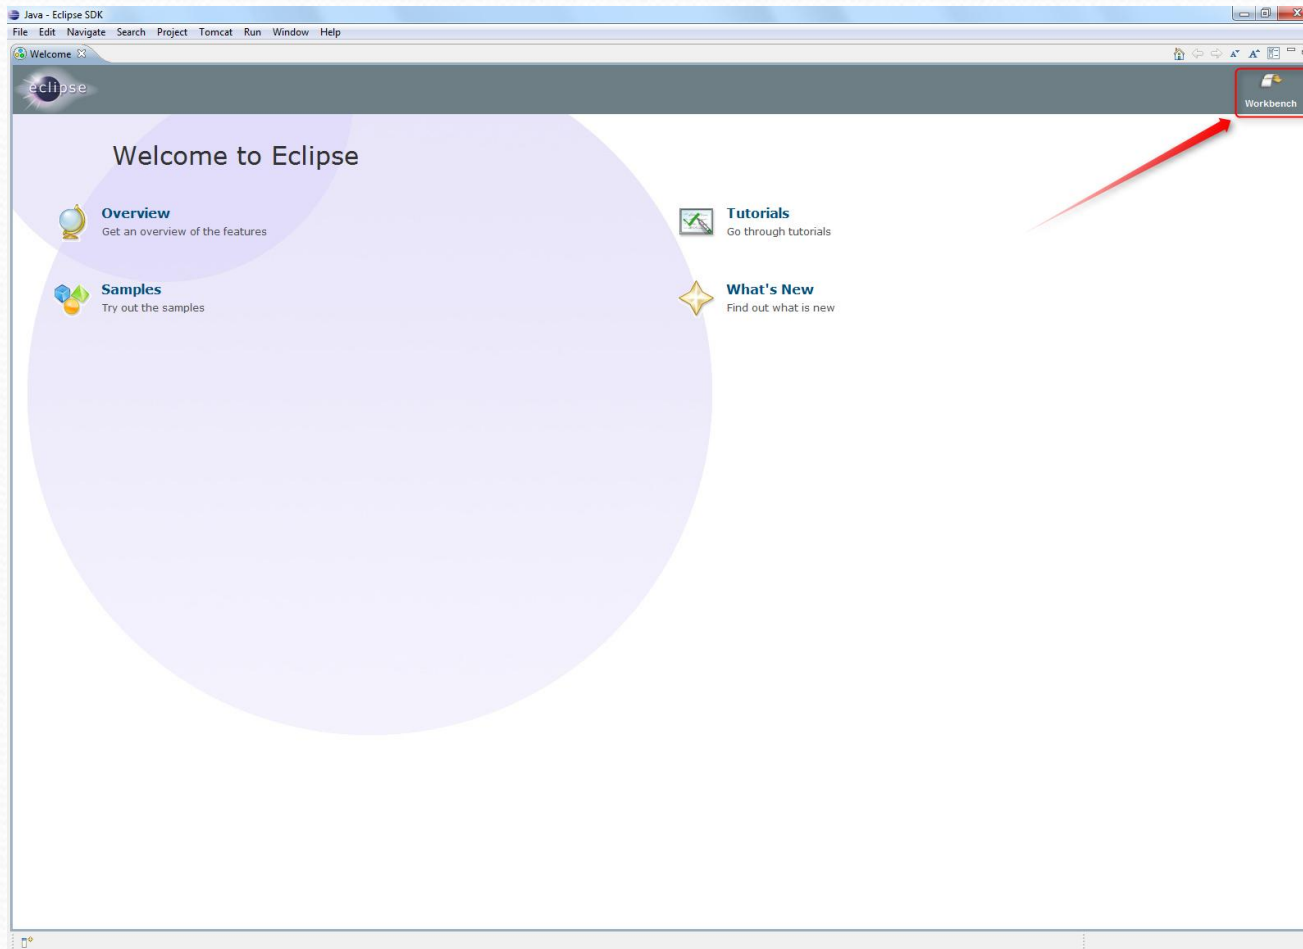 Java - Eclipse SDK
File Edit Navigate Search Project Tomcat Run Window Help
Welcome
eclipse
Workbench
Welcome to Eclipse
Overview
Get an overview of the features
Tutorials
Go through tutorials
Samples
Try out the samples
What's New
Find out what is new